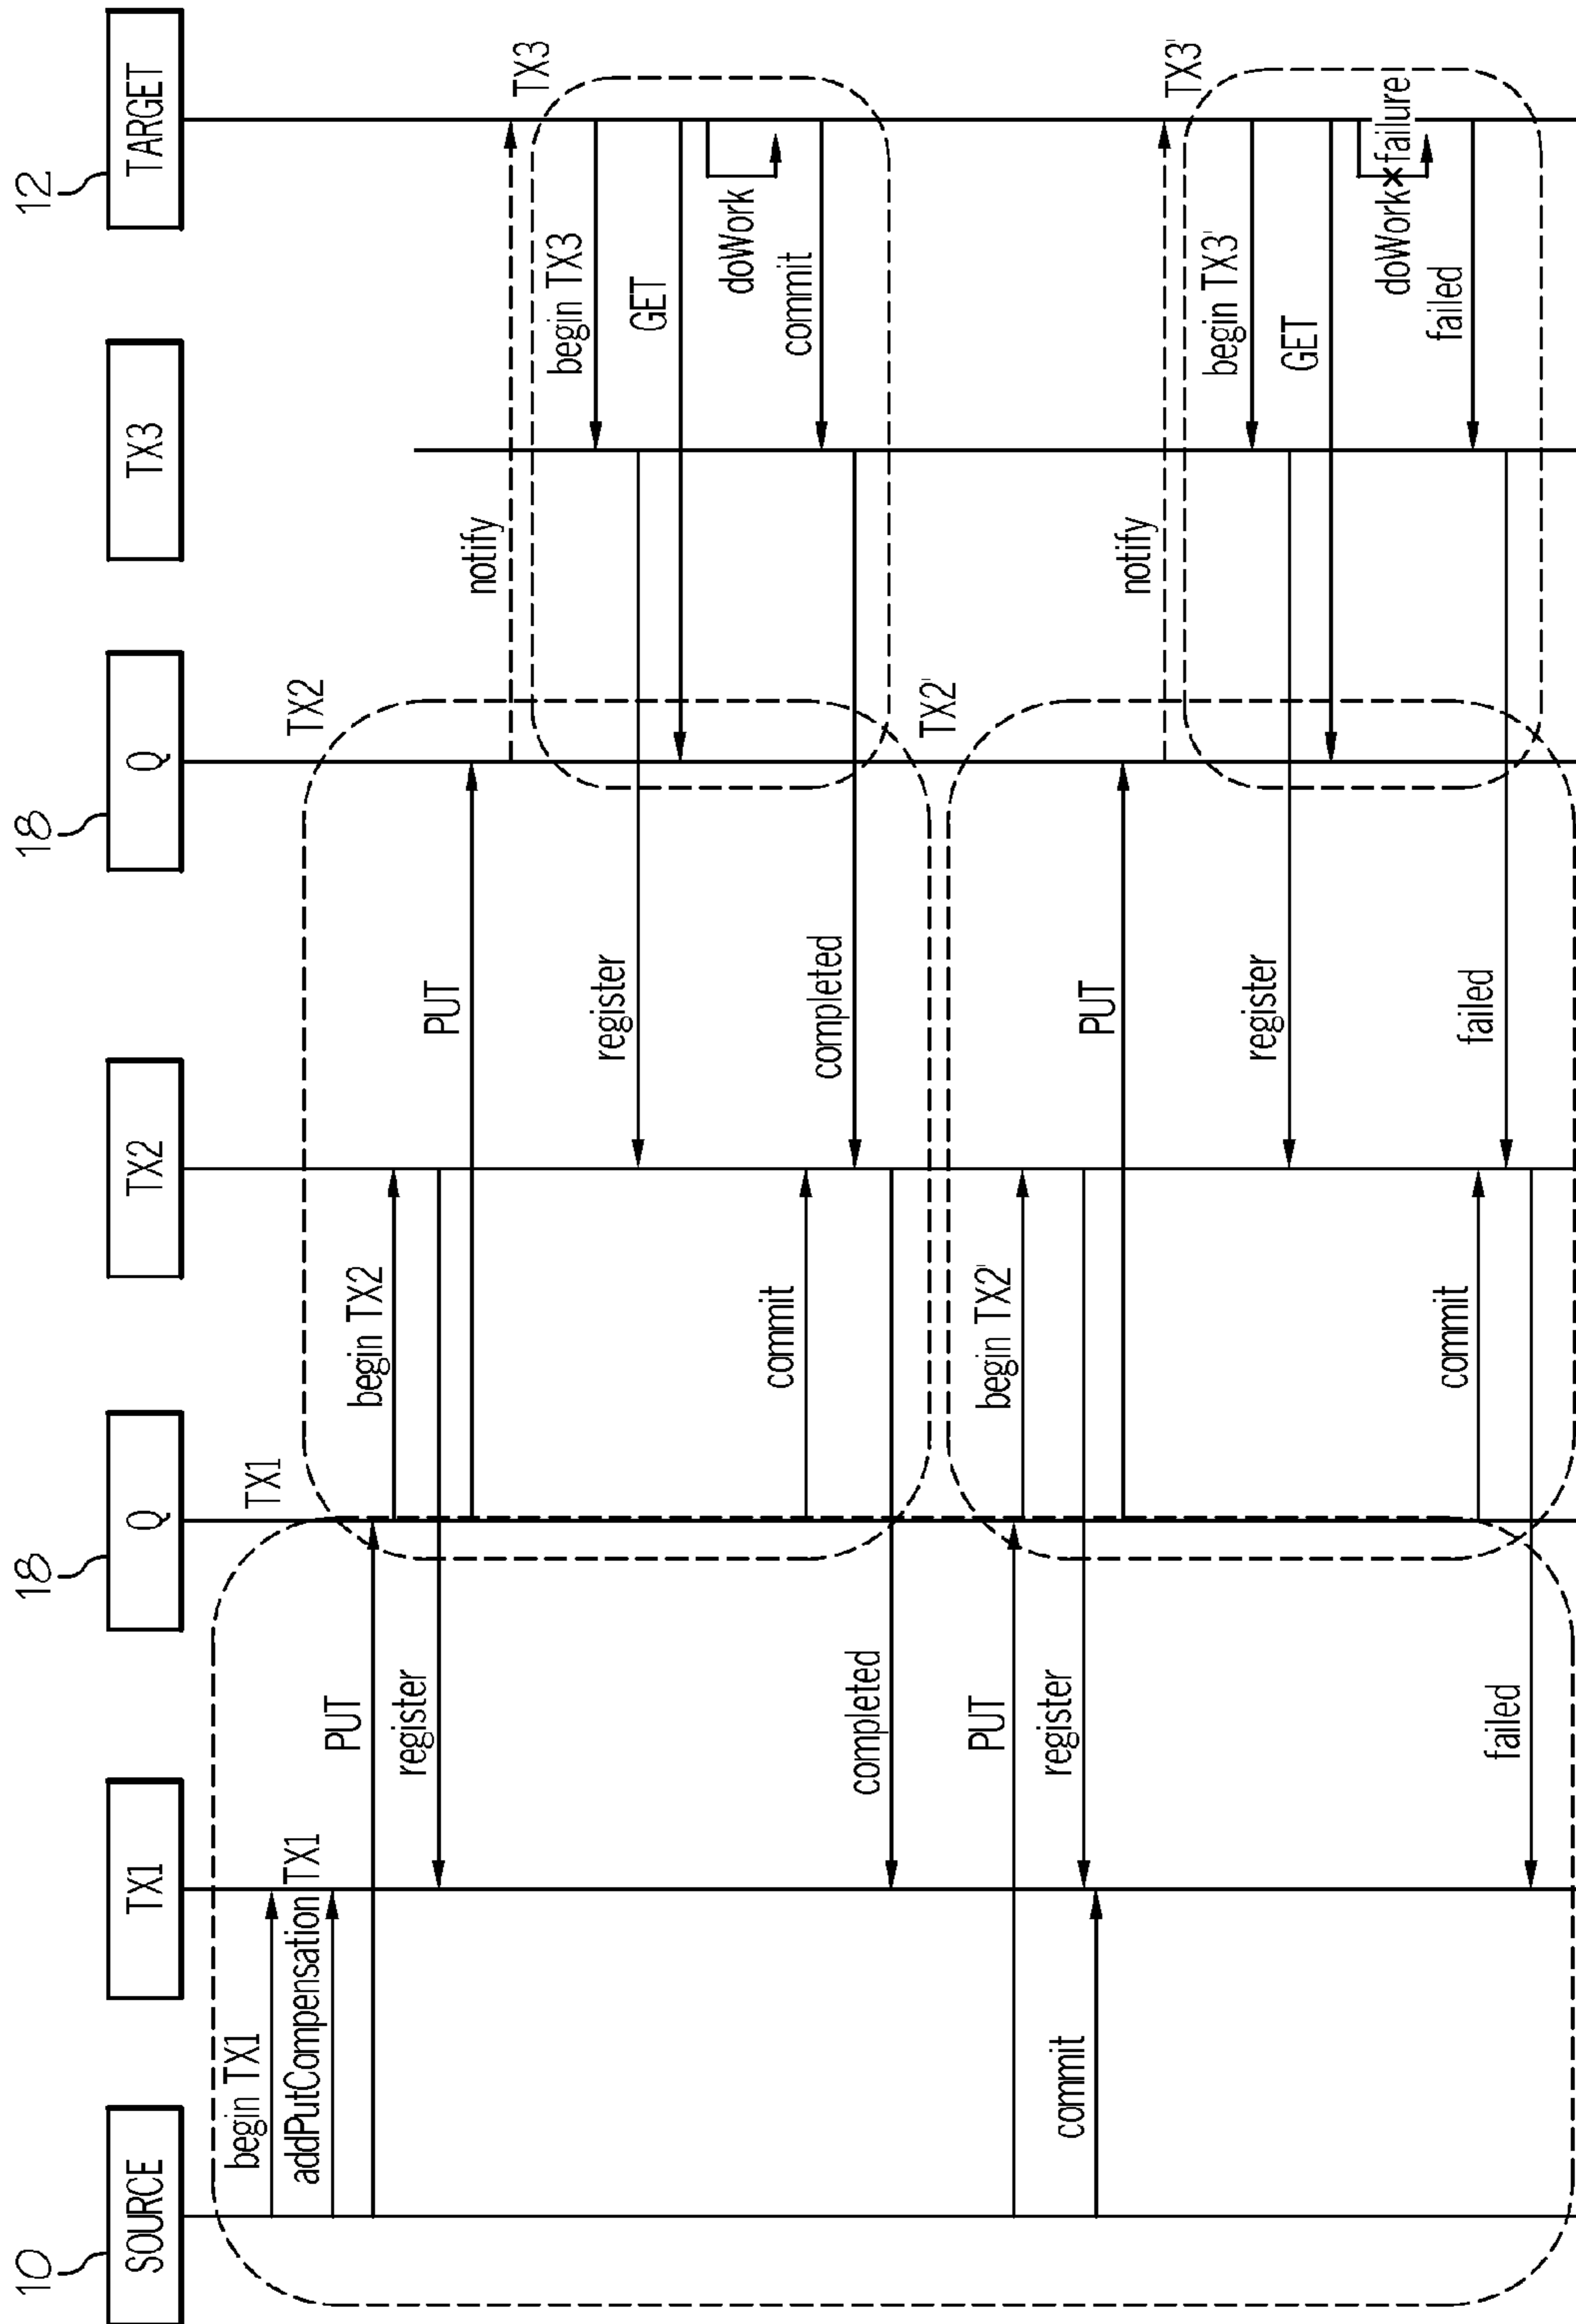 10
18
18
12
SOURCE
TX1
Q
TX2
Q
TX3
TARGET
begin TX1
TX1
addPutCompensation TX1
TX2
PUT
begin TX2
register
PUT
notify
TX3
begin TX3
register
GET
doWork
commit
commit
completed
completed
TX2'
PUT
begin TX2'
register
commit
PUT
notify
TX3'
begin TX3'
register
GET
doWork×failure
failed
commit
failed
failed